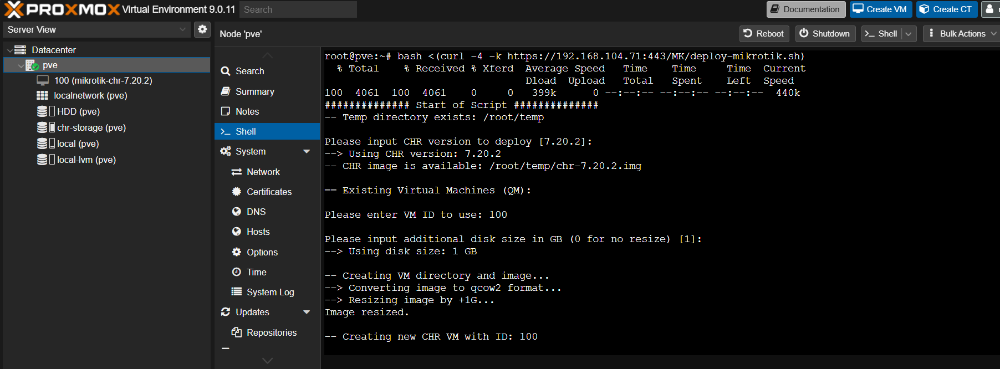 PROXMOX Virtual Environment 9.0.11 Search Documentation Create VM Create CT
Server View
Node 'pve' Reboot Shutdown Shell Bulk Actions
Datacenter
pve
100 (mikrotik-chr-7.20.2)
localnetwork (pve)
HDD (pve)
chr-storage (pve)
local (pve)
local-lvm (pve)
Search
Summary
Notes
>_ Shell
System
Network
Certificates
DNS
Hosts
Options
Time
System Log
Updates
Repositories
root@pve:~# bash <(curl -4 -k https://192.168.104.71:443/MK/deploy-mikrotik.sh)
% Total % Received % Xferd Average Speed Time Time Time Current
Dload Upload Total Spent Left Speed
100 4061 100 4061 0 0 399k 0 --:--:-- --:--:-- --:--:-- 440k
############## Start of Script ##############
-- Temp directory exists: /root/temp
Please input CHR version to deploy [7.20.2]:
--> Using CHR version: 7.20.2
-- CHR image is available: /root/temp/chr-7.20.2.img
== Existing Virtual Machines (QM):
Please enter VM ID to use: 100
Please input additional disk size in GB (0 for no resize) [1]:
--> Using disk size: 1 GB
-- Creating VM directory and image...
--> Converting image to qcow2 format...
--> Resizing image by +1G...
Image resized.
-- Creating new CHR VM with ID: 100